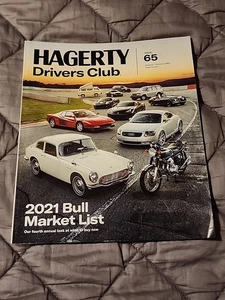 HAGERTY
Drivers Club
65
2021 Bull
Market List
Our fourth annual look at what to buy now